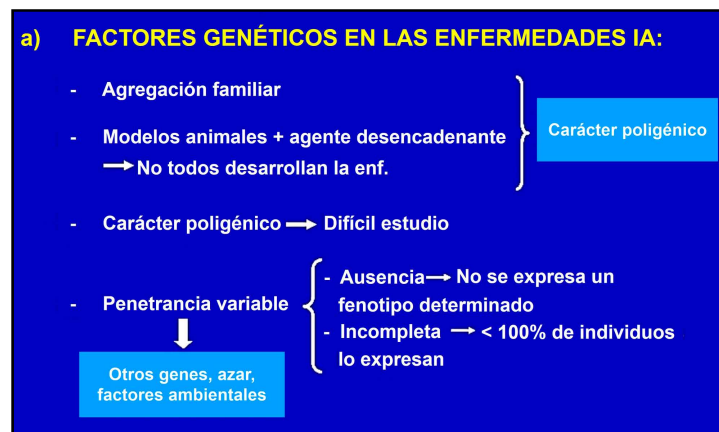 a) FACTORES GENÉTICOS EN LAS ENFERMEDADES IA:
- Agregación familiar
- Modelos animales + agente desencadenante
→ No todos desarrollan la enf.
Carácter poligénico
- Carácter poligénico → Difícil estudio
- Penetrancia variable
- Ausencia → No se expresa un
fenotipo determinado
- Incompleta → < 100% de individuos
lo expresan
Otros genes, azar,
factores ambientales